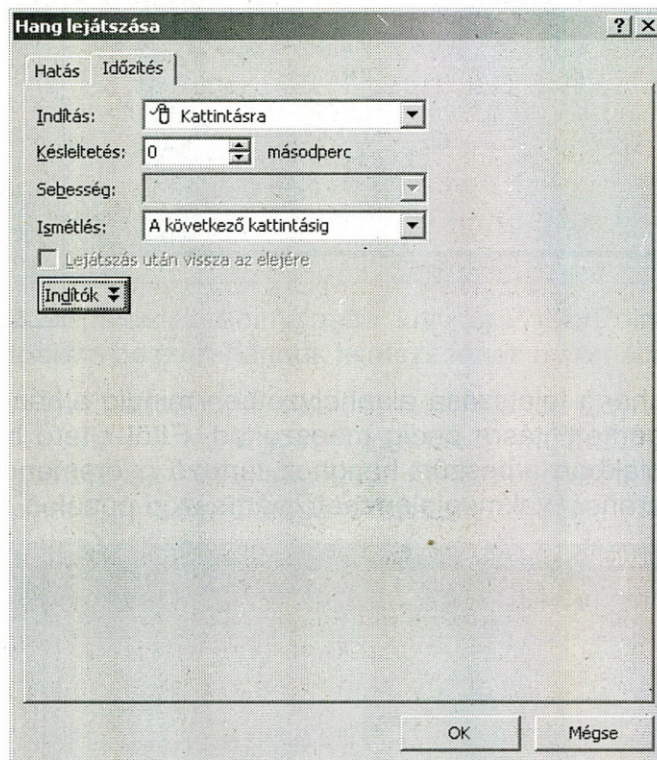 Hang lejátszása
Hatás Időzítés
Indítás: Kattintásra
Késleltetés: 0 másodperc
Sebesség:
Ismétlés: A következő kattintásig
Lejátszás után vissza az elejére
Indítók
OK Mégse